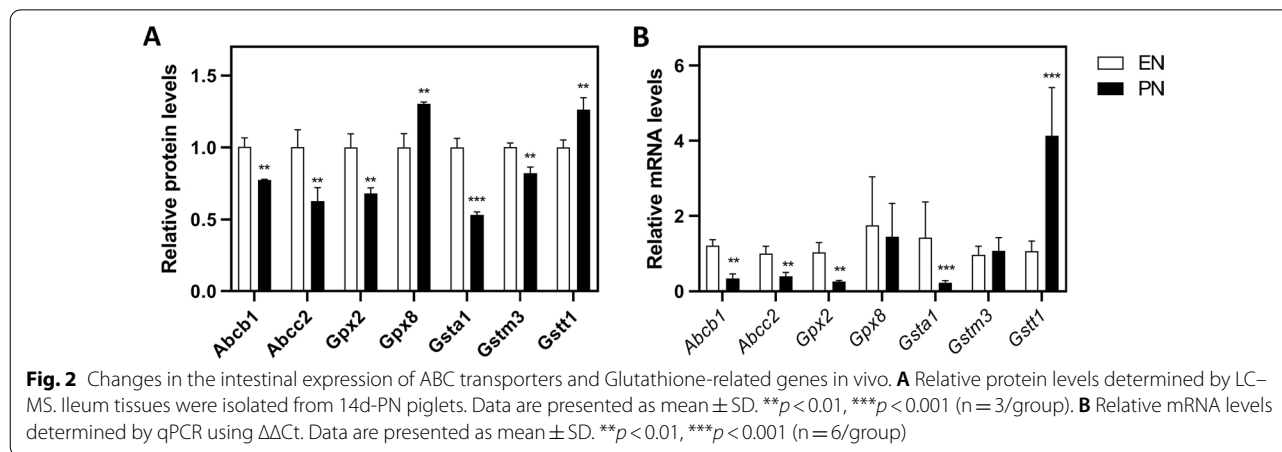 A
Relative protein levels
1.5
1.0
0.5
0.0
**
**
**
**
***
**
**
Abcb1
Abcc2
Gpx2
Gpx8
Gsta1
Gstm3
Gstt1
B
Relative mRNA levels
6
4
2
0
**
**
**
***
***
Abcb1
Abcc2
Gpx2
Gpx8
Gsta1
Gstm3
Gstt1
EN
PN
Fig. 2 Changes in the intestinal expression of ABC transporters and Glutathione-related genes in vivo. A Relative protein levels determined by LC–
MS. Ileum tissues were isolated from 14d-PN piglets. Data are presented as mean ± SD. **p < 0.01, ***p < 0.001 (n = 3/group). B Relative mRNA levels
determined by qPCR using ΔΔCt. Data are presented as mean ± SD. **p < 0.01, ***p < 0.001 (n = 6/group)